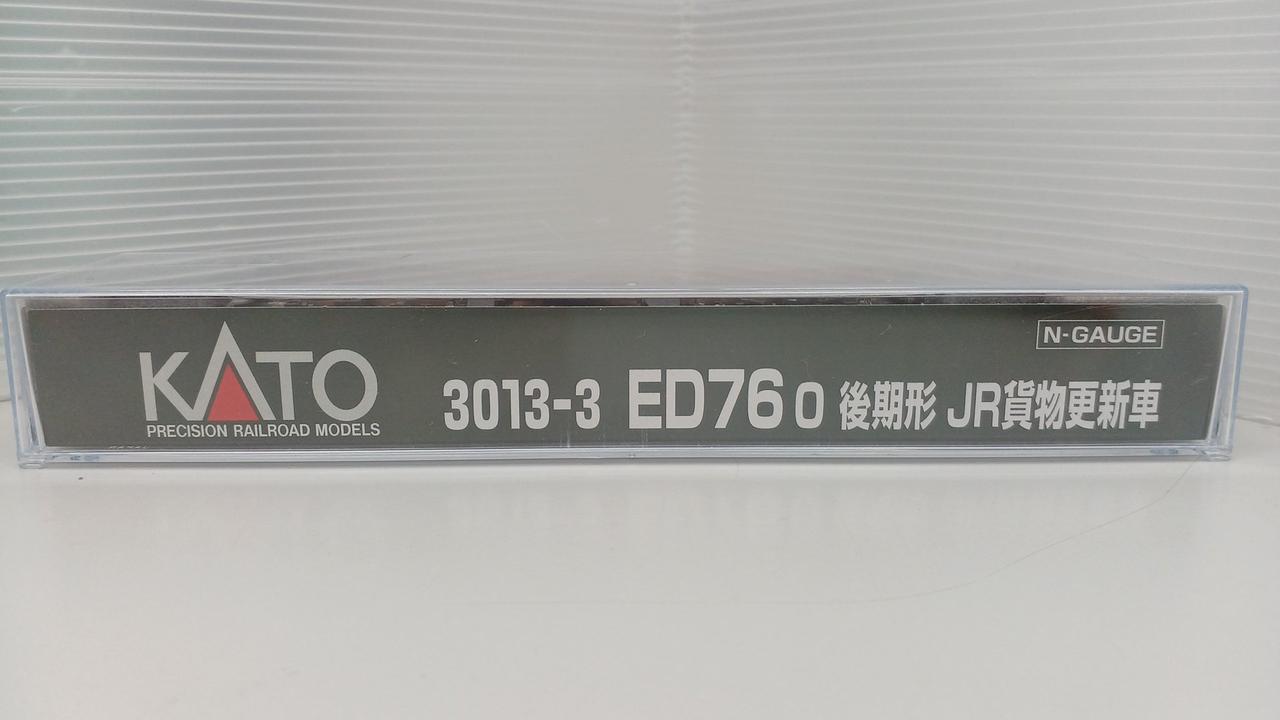 N-GAUGE
KATO
PRECISION RAILROAD MODELS
3013-3 ED76 0 後期形 JR貨物更新車